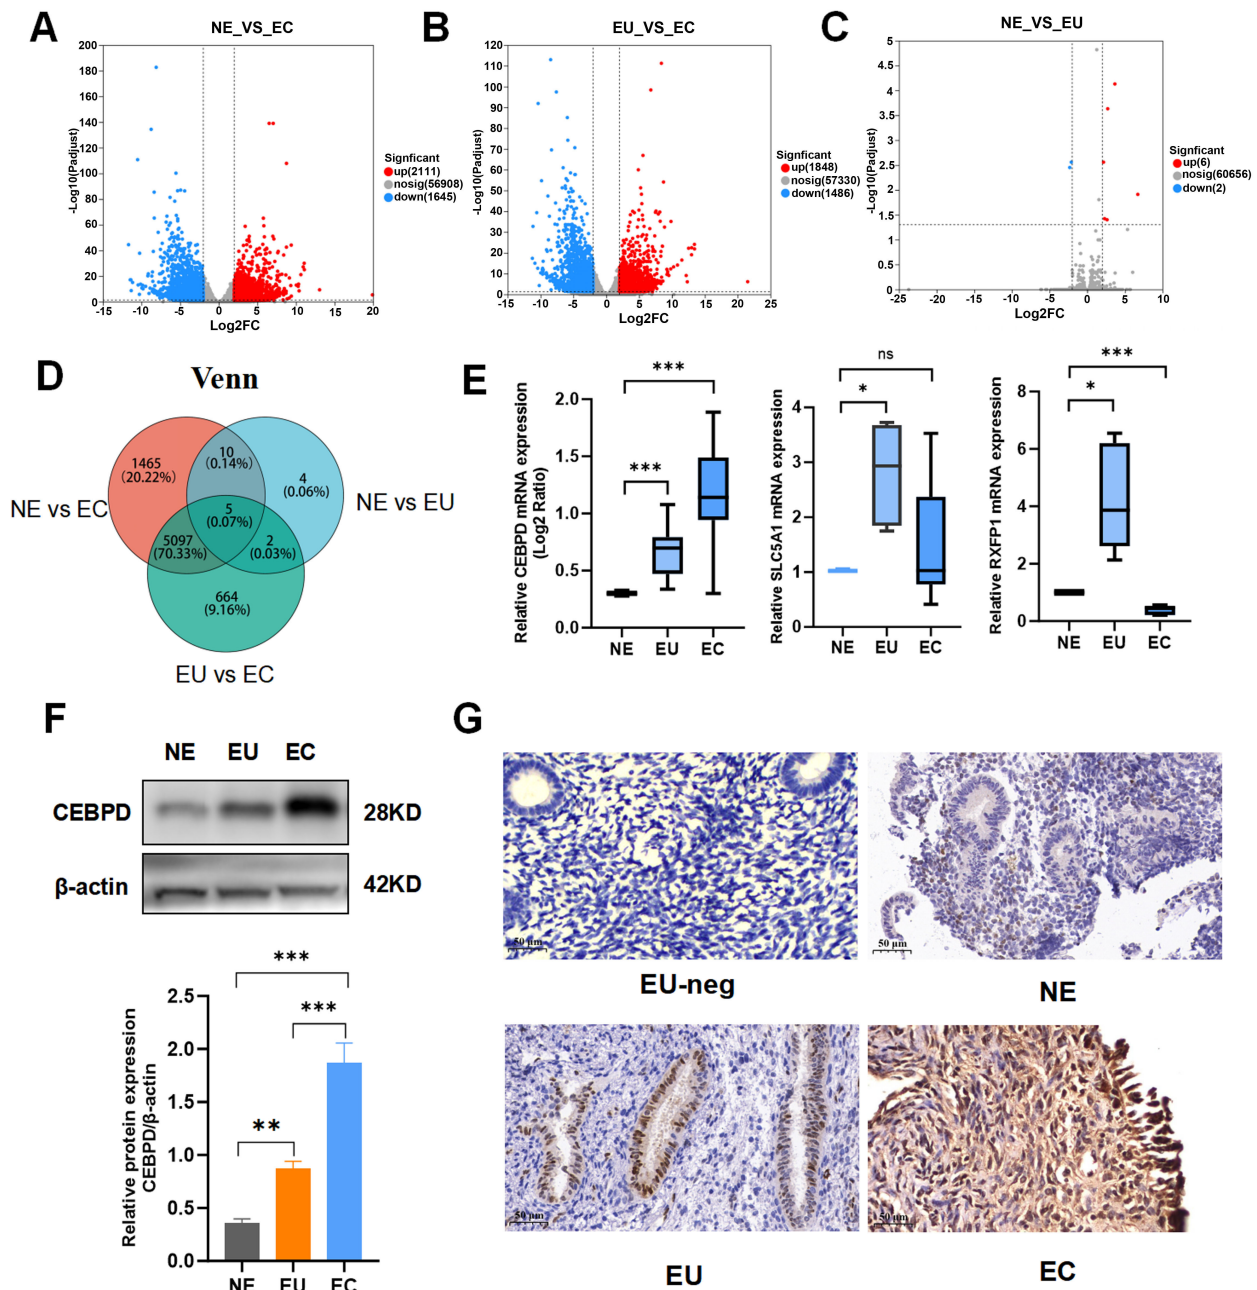 A
NE_VS_EC
-Log10(Padjust)
200
180
160
140
120
100
80
60
40
20
0
-15
-10
-5
0
5
10
15
20
Log2FC
Signficant
up(2111)
nosig(56908)
down(1645)
B
EU_VS_EC
-Log10(Padjust)
120
110
100
90
80
70
60
50
40
30
20
10
0
-15
-10
-5
0
5
10
15
20
25
Log2FC
Signficant
up(1848)
nosig(57330)
down(1486)
C
NE_VS_EU
-Log10(Padjust)
5
4.5
4
3.5
3
2.5
2
1.5
1
0.5
0
-25
-20
-15
-10
-5
0
5
10
Log2FC
Signficant
up(6)
nosig(60656)
down(2)
D
Venn
1465
(20.22%)
10
(0.14%)
4
(0.06%)
NE vs EC
NE vs EU
5
(0.07%)
5097
(70.33%)
2
(0.03%)
664
(9.16%)
EU vs EC
E
Relative CEBPD mRNA expression
(Log2 Ratio)
2.0
1.5
1.0
0.5
0.0
***
***
NE EU EC
Relative SLC5A1 mRNA expression
4
3
2
1
0
ns
*
NE EU EC
Relative RXFP1 mRNA expression
8
6
4
2
0
***
*
NE EU EC
F
NE EU EC
CEBPD 28KD
β-actin 42KD
Relative protein expression
CEBPD/β-actin
2.5
2.0
1.5
1.0
0.5
0.0
***
***
**
NE EU EC
G
50 μm
EU-neg
50 μm
NE
50 μm
EU
50 μm
EC